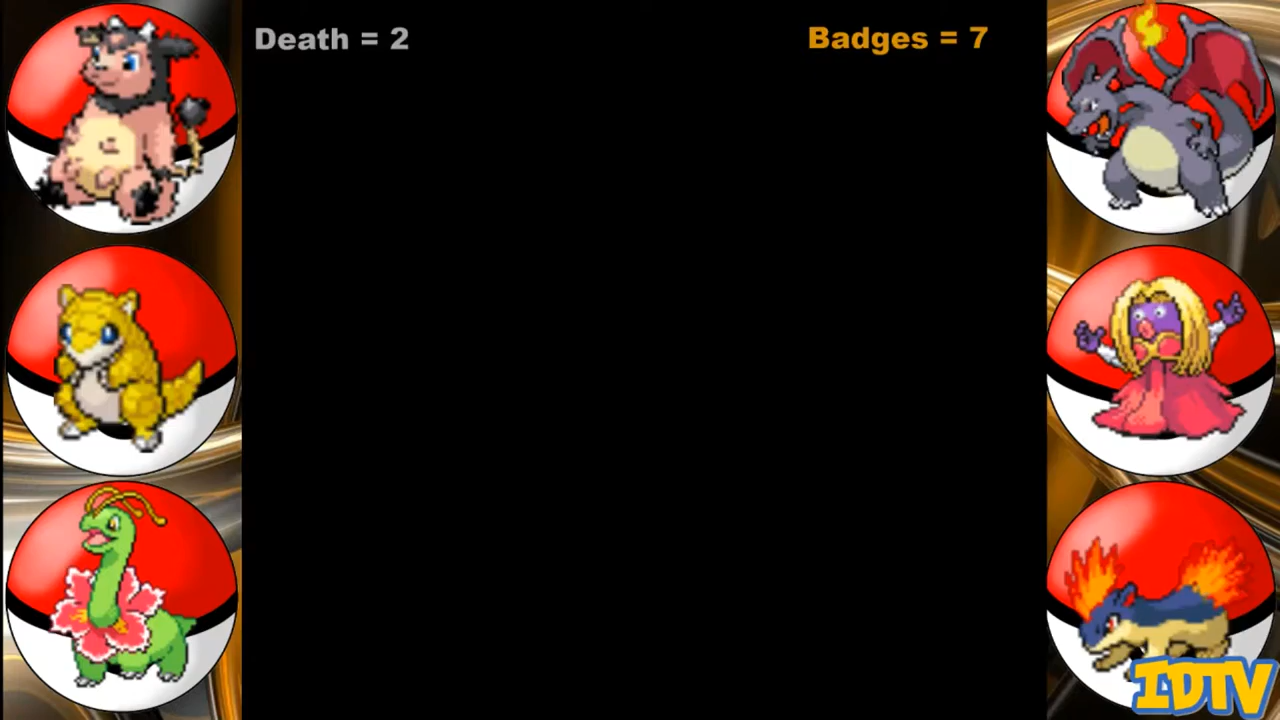 Death = 2
Badges = 7
IDTV